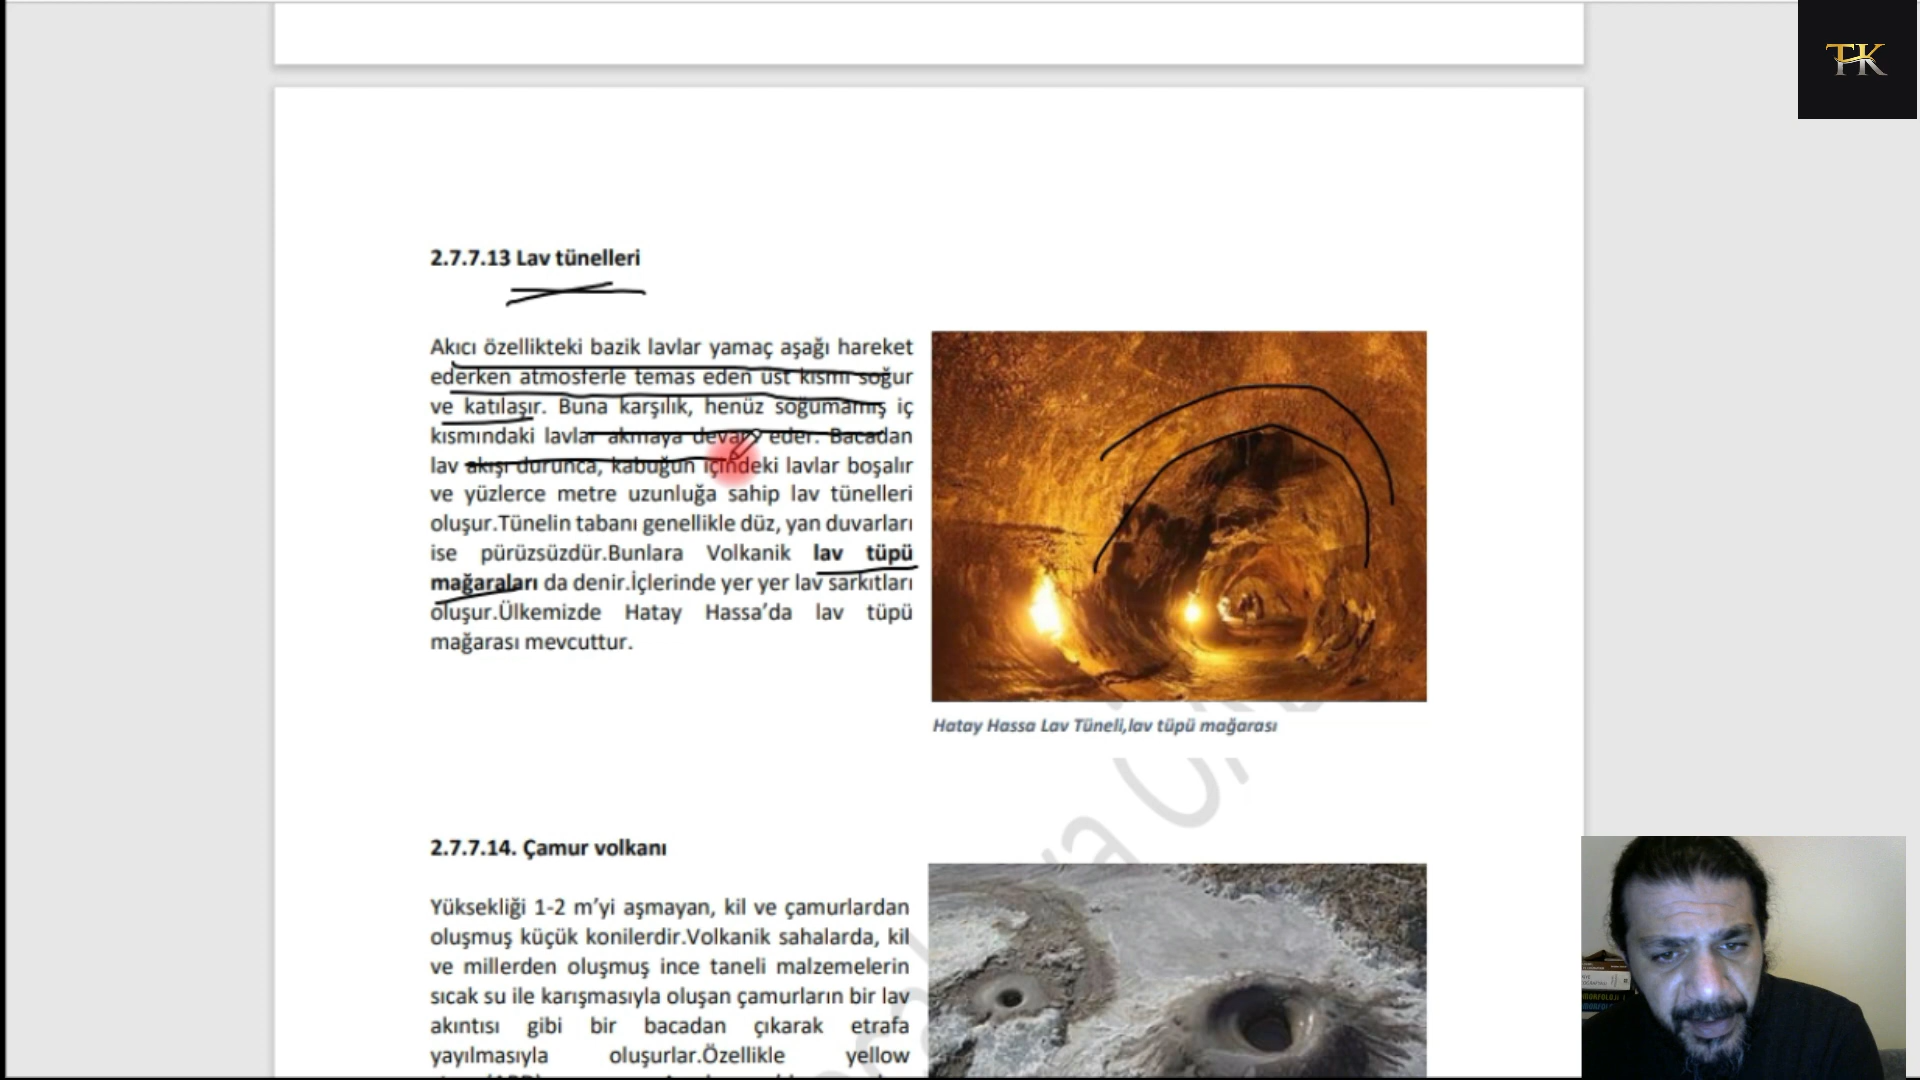 TK
2.7.7.13 Lav tünelleri
Akıcı özellikteki bazik lavlar yamaç aşağı hareket
ederken atmosferle temas eden üst kısmı soğur
ve katılaşır. Buna karşılık, henüz soğumamış iç
kısmındaki lavlar akmaya devam eder. Bacadan
lav akışı durunca, kabuğun içindeki lavlar boşalır
ve yüzlerce metre uzunluğa sahip lav tünelleri
oluşur.Tünelin tabanı genellikle düz, yan duvarları
ise pürüzsüzdür.Bunlara Volkanik lav tüpü
mağaraları da denir.İçlerinde yer yer lav sarkıtları
oluşur.Ülkemizde Hatay Hassa’da lav tüpü
mağarası mevcuttur.
Hatay Hassa Lav Tüneli,lav tüpü mağarası
2.7.7.14. Çamur volkanı
Yüksekliği 1-2 m’yi aşmayan, kil ve çamurlardan
oluşmuş küçük konilerdir.Volkanik sahalarda, kil
ve millerden oluşmuş ince taneli malzemelerin
sıcak su ile karışmasıyla oluşan çamurların bir lav
akıntısı gibi bir bacadan çıkarak etrafa
yayılmasıyla oluşurlar.Özellikle yellow